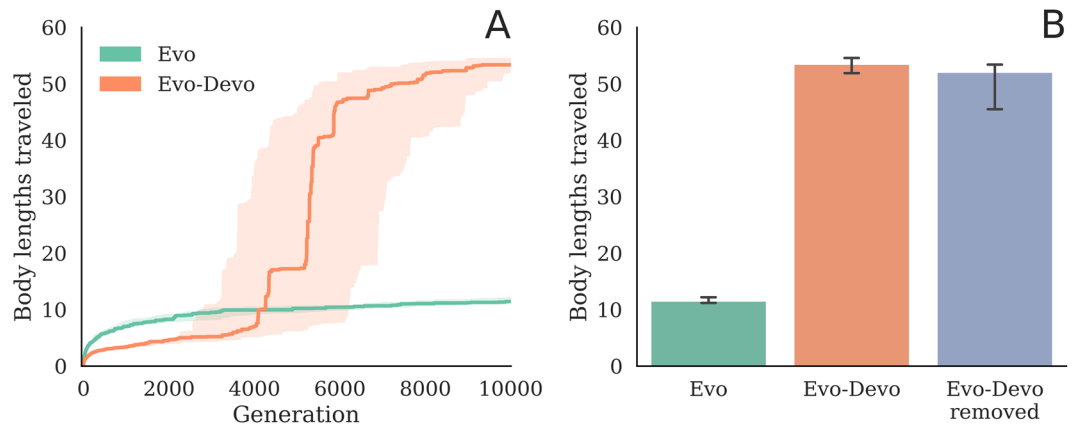 A
60
50
40
30
20
10
0
Body lengths traveled
Evo
Evo-Devo
0 2000 4000 6000 8000 10000
Generation
B
60
50
40
30
20
10
0
Body lengths traveled
Evo Evo-Devo Evo-Devo
removed